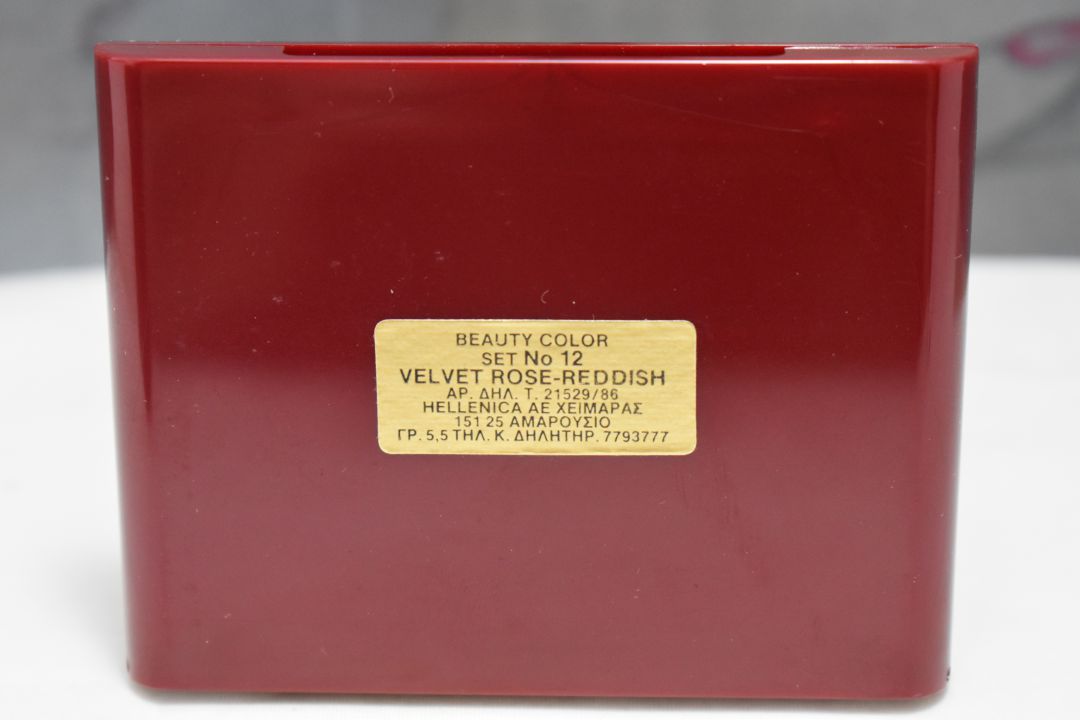 BEAUTY COLOR
SET No 12
VELVET ROSE-REDDISH
ΑΡ. ΔΗΛ. Τ. 21529/86
HELLENICA AE ΧΕΙΜΑΡΑΣ
151 25 ΑΜΑΡΟΥΣΙΟ
ΓΡ. 5,5 ΤΗΛ. Κ. ΔΗΛΗΤΗΡ. 7793777